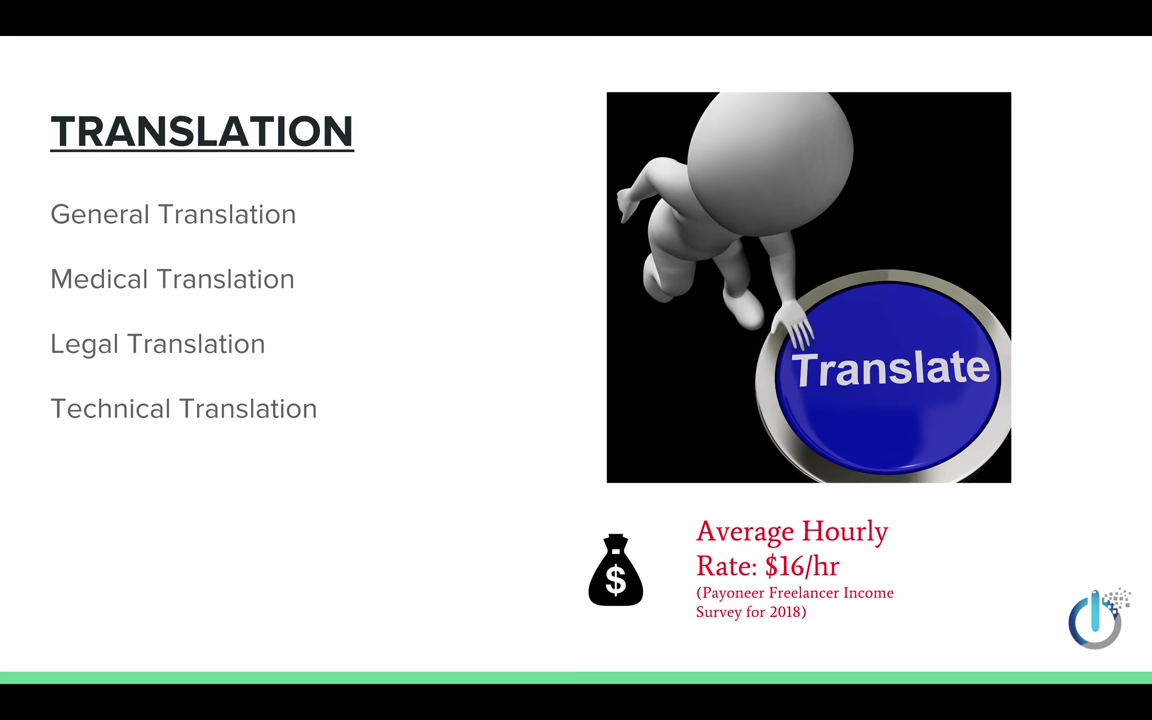 TRANSLATION
General Translation
Medical Translation
Legal Translation
Technical Translation
Translate
$
Average Hourly
Rate: $16/hr
(Payoneer Freelancer Income
Survey for 2018)